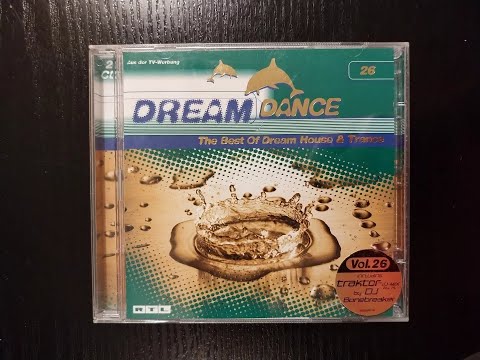 2
CD
Aus der TV-Werbung
26
DREAM DANCE
The Best Of Dream House & Trance
Vol.26
traktor
by DJ
RTL